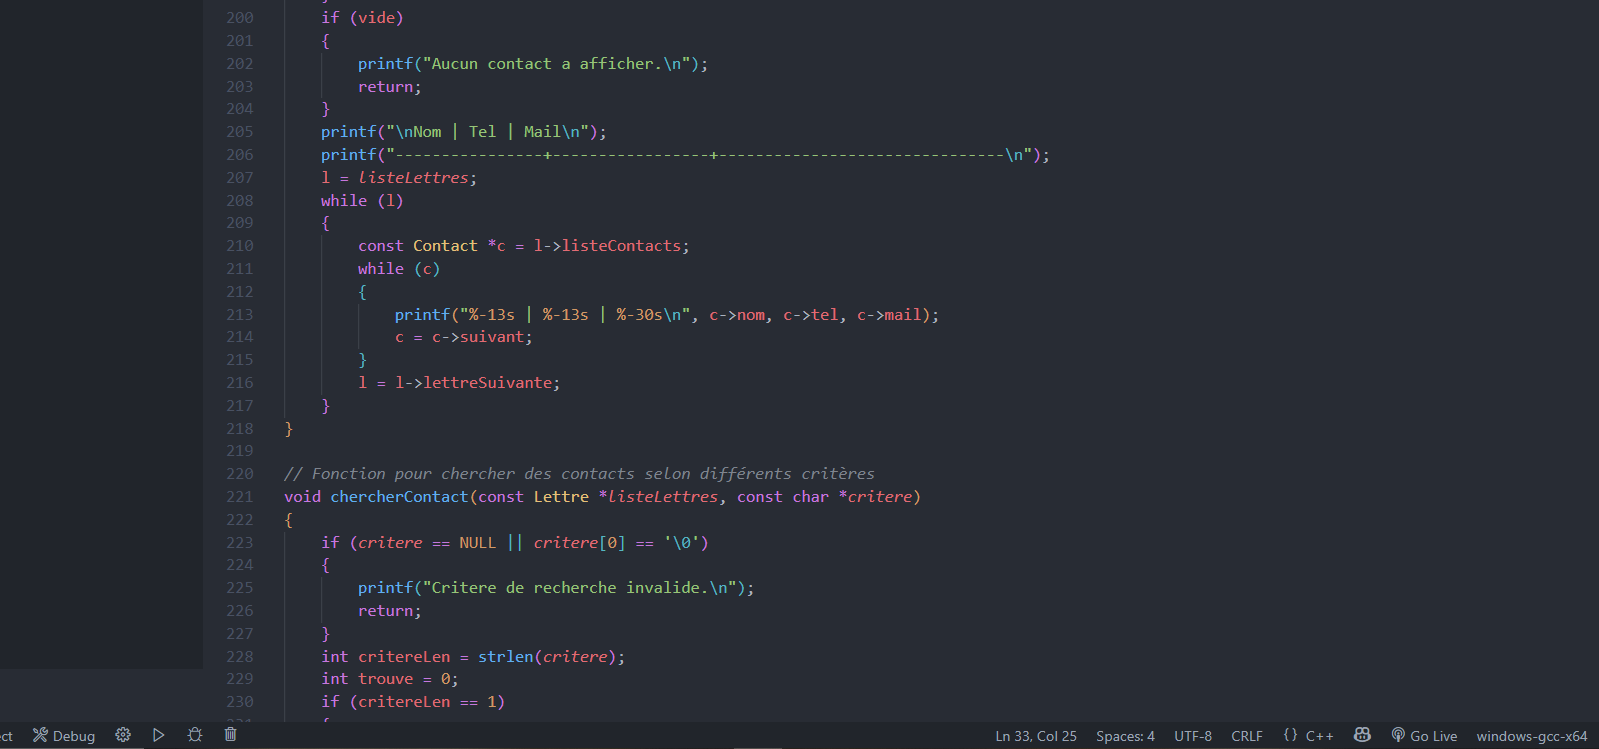 200 if (vide)
201 {
202 printf("Aucun contact a afficher.\n");
203 return;
204 }
205 printf("\nNom | Tel | Mail\n");
206 printf("----------------+-----------------+-------------------------------\n");
207 l = listeLettres;
208 while (l)
209 {
210 const Contact *c = l->listeContacts;
211 while (c)
212 {
213 printf("%-13s | %-13s | %-30s\n", c->nom, c->tel, c->mail);
214 c = c->suivant;
215 }
216 l = l->lettreSuivante;
217 }
218 }
219
220 // Fonction pour chercher des contacts selon différents critères
221 void chercherContact(const Lettre *listeLettres, const char *critere)
222 {
223 if (critere == NULL || critere[0] == '\0')
224 {
225 printf("Critere de recherche invalide.\n");
226 return;
227 }
228 int critereLen = strlen(critere);
229 int trouve = 0;
230 if (critereLen == 1)
ct Debug Ln 33, Col 25 Spaces: 4 UTF-8 CRLF {} C++ Go Live windows-gcc-x64